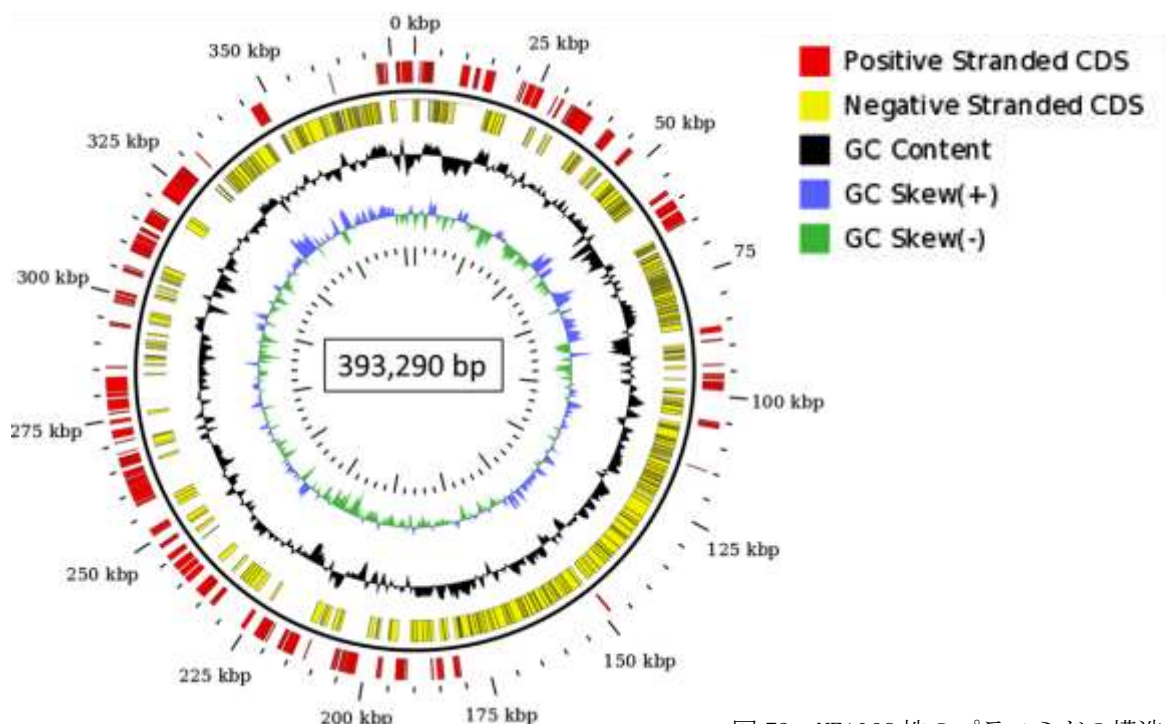 0 kbp
25 kbp
50 kbp
75
100 kbp
125 kbp
150 kbp
175 kbp
200 kbp
225 kbp
250 kbp
275 kbp
300 kbp
325 kbp
350 kbp
393,290 bp
Positive Stranded CDS
Negative Stranded CDS
GC Content
GC Skew(+)
GC Skew(-)